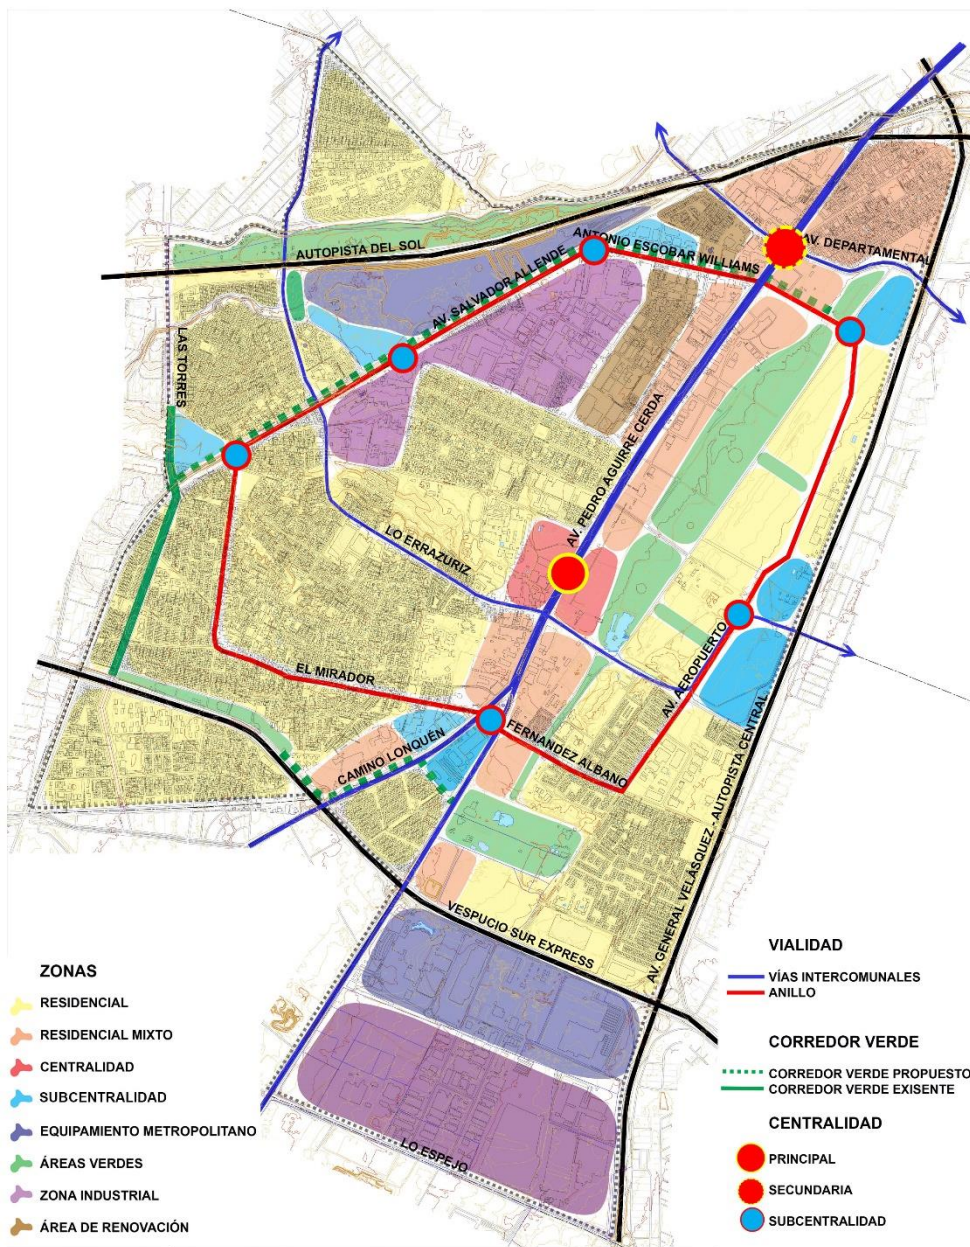 AUTOPISTA DEL SOL
ANTONIO ESCOBAR WILLIAMS
AV. DEPARTAMENTAL
AV. SALVADOR ALLENDE
LAS TORRES
AV. PEDRO AGUIRRE CERDA
LO ERRAZURIZ
AV. AEROPUERTO
EL MIRADOR
FERNANDEZ ALBANO
CAMINO LONQUÉN
AV. GENERAL VELÁSQUEZ - AUTOPISTA CENTRAL
VESPUCIO SUR EXPRESS
LO ESPEJO
ZONAS
RESIDENCIAL
RESIDENCIAL MIXTO
CENTRALIDAD
SUBCENTRALIDAD
EQUIPAMIENTO METROPOLITANO
ÁREAS VERDES
ZONA INDUSTRIAL
ÁREA DE RENOVACIÓN
VIALIDAD
VÍAS INTERCOMUNALES
ANILLO
CORREDOR VERDE
CORREDOR VERDE PROPUESTO
CORREDOR VERDE EXISENTE
CENTRALIDAD
PRINCIPAL
SECUNDARIA
SUBCENTRALIDAD